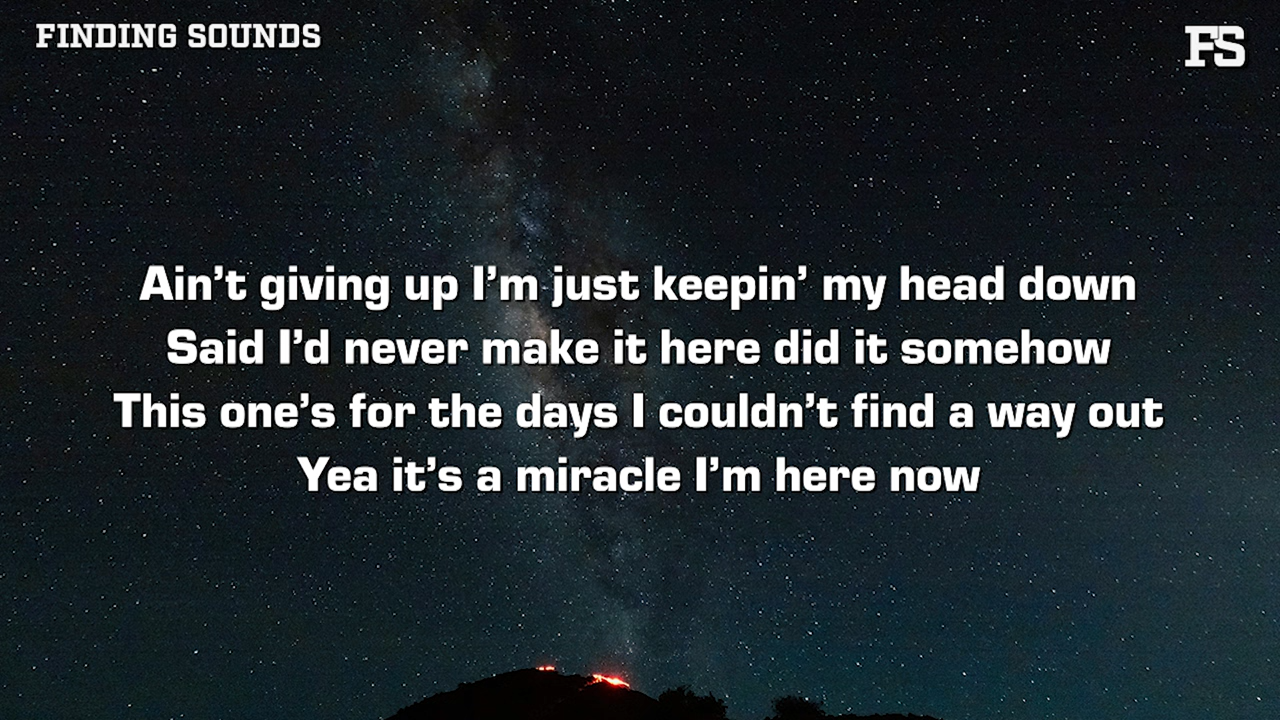 FINDING SOUNDS
FS
Ain’t giving up I’m just keepin’ my head down
Said I’d never make it here did it somehow
This one’s for the days I couldn’t find a way out
Yea it’s a miracle I’m here now